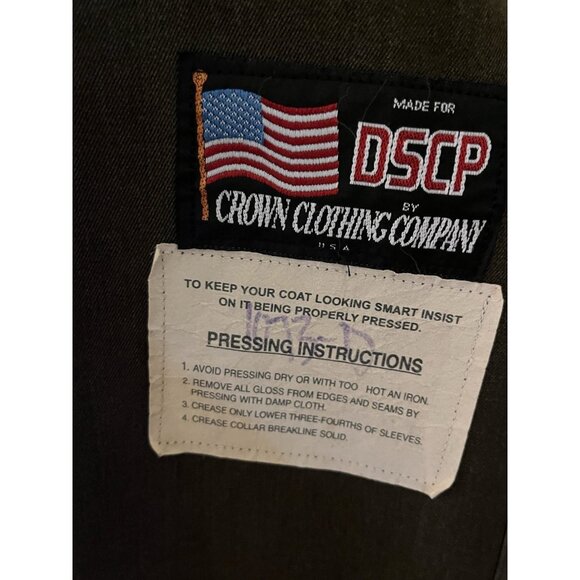 MADE FOR
DSCP
BY
CROWN CLOTHING COMPANY
USA
TO KEEP YOUR COAT LOOKING SMART INSIST
ON IT BEING PROPERLY PRESSED.
PRESSING INSTRUCTIONS
1. AVOID PRESSING DRY OR WITH TOO HOT AN IRON.
2. REMOVE ALL GLOSS FROM EDGES AND SEAMS BY
PRESSING WITH DAMP CLOTH.
3. CREASE ONLY LOWER THREE-FOURTHS OF SLEEVES.
4. CREASE COLLAR BREAKLINE SOLID.